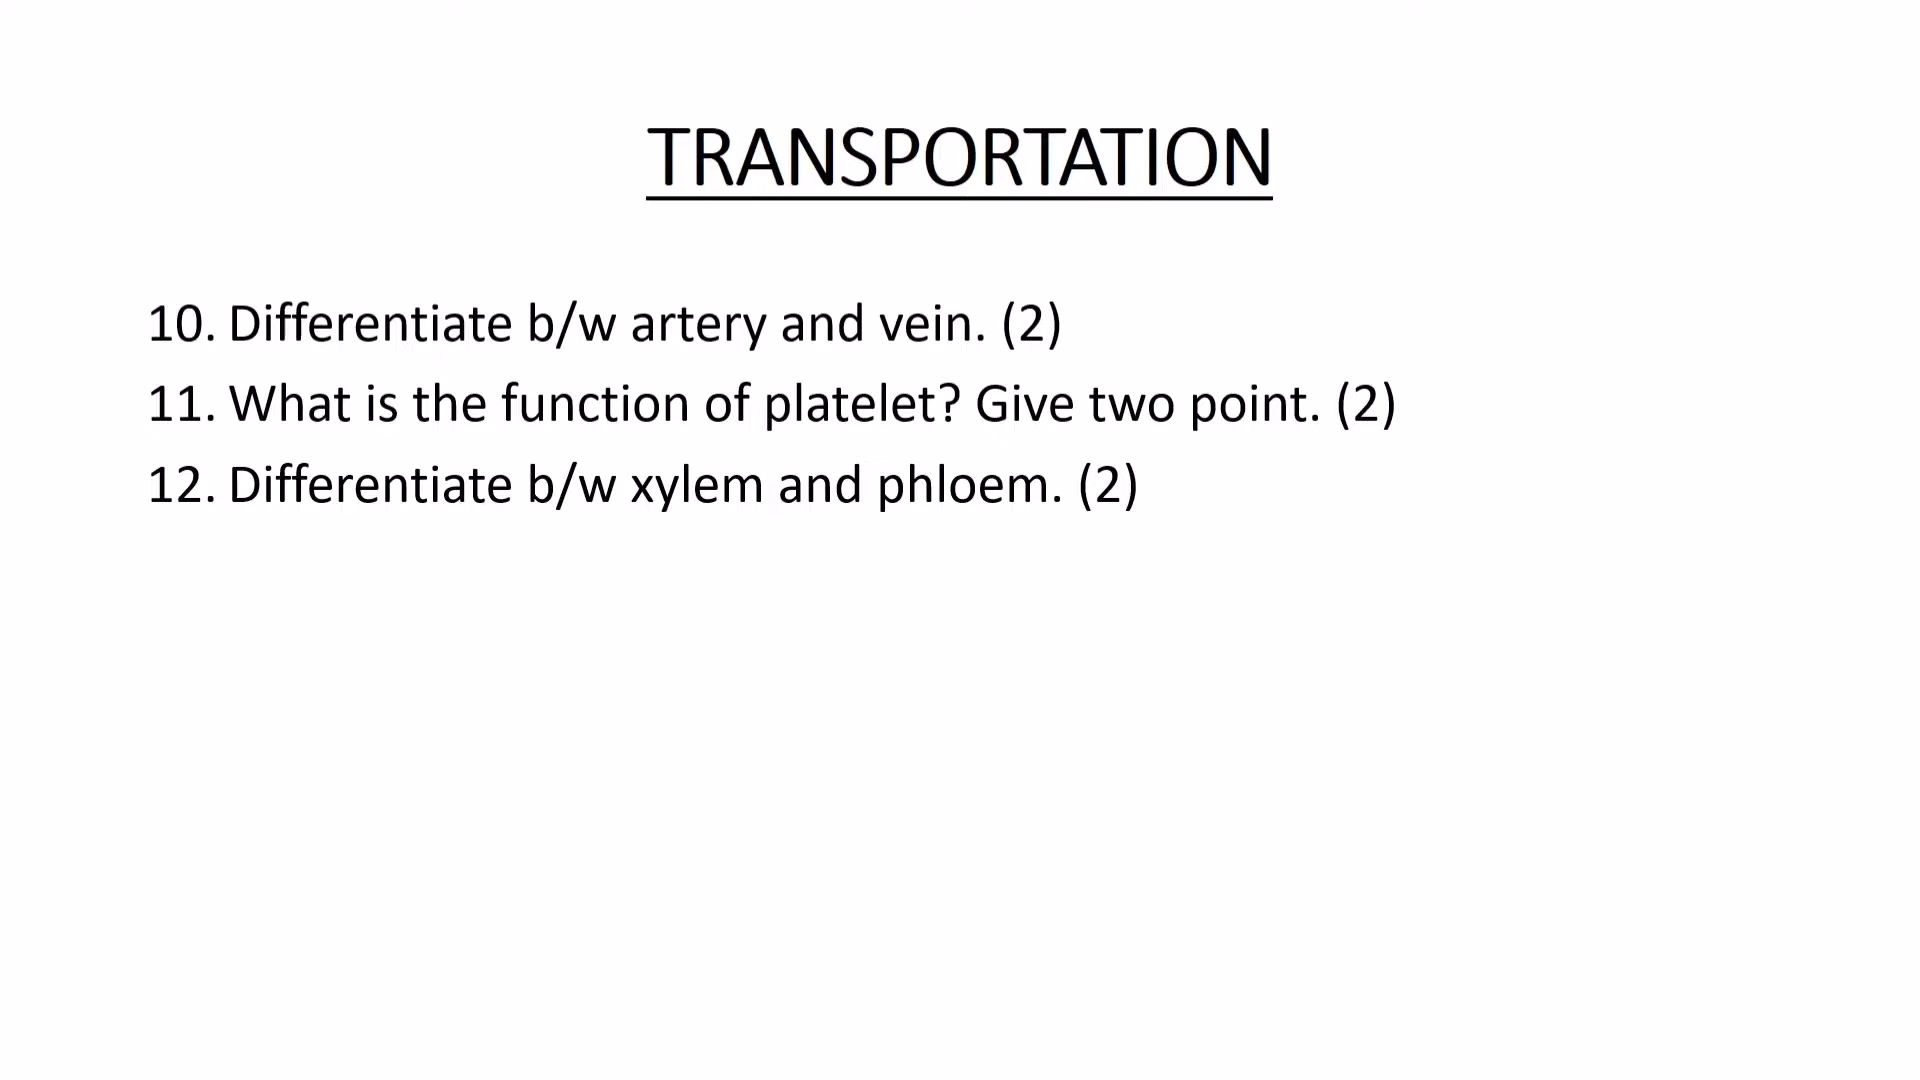 TRANSPORTATION
10. Differentiate b/w artery and vein. (2)
11. What is the function of platelet? Give two point. (2)
12. Differentiate b/w xylem and phloem. (2)